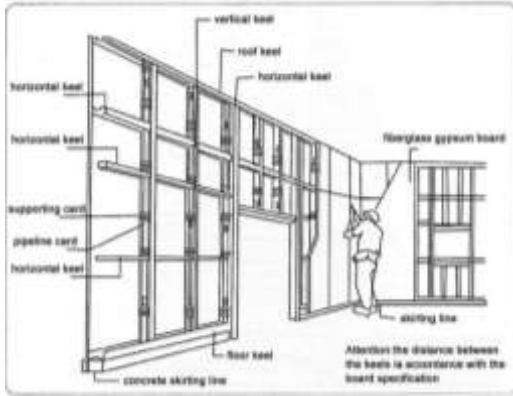 vertical keel
roof keel
horizontal keel
horizontal keel
fiberglass gypsum board
horizontal keel
supporting card
pipeline card
horizontal keel
skirting line
floor keel
concrete skirting line
Attention the distance between
the keels is accordance with the
board specification